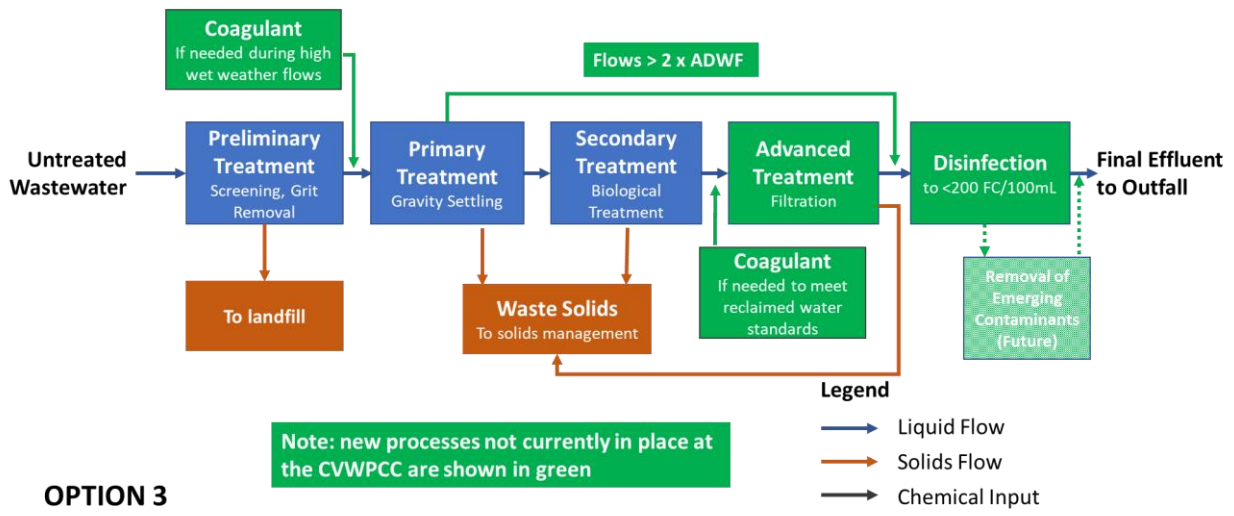 Coagulant
If needed during high
wet weather flows
Flows > 2 x ADWF
Untreated
Wastewater
Preliminary
Treatment
Screening, Grit
Removal
Primary
Treatment
Gravity Settling
Secondary
Treatment
Biological
Treatment
Advanced
Treatment
Filtration
Disinfection
to <200 FC/100mL
Final Effluent
to Outfall
To landfill
Waste Solids
To solids management
Coagulant
If needed to meet
reclaimed water
standards
Removal of
Emerging
Contaminants
(Future)
Legend
Liquid Flow
Solids Flow
Chemical Input
Note: new processes not currently in place at
the CVWPCC are shown in green
OPTION 3